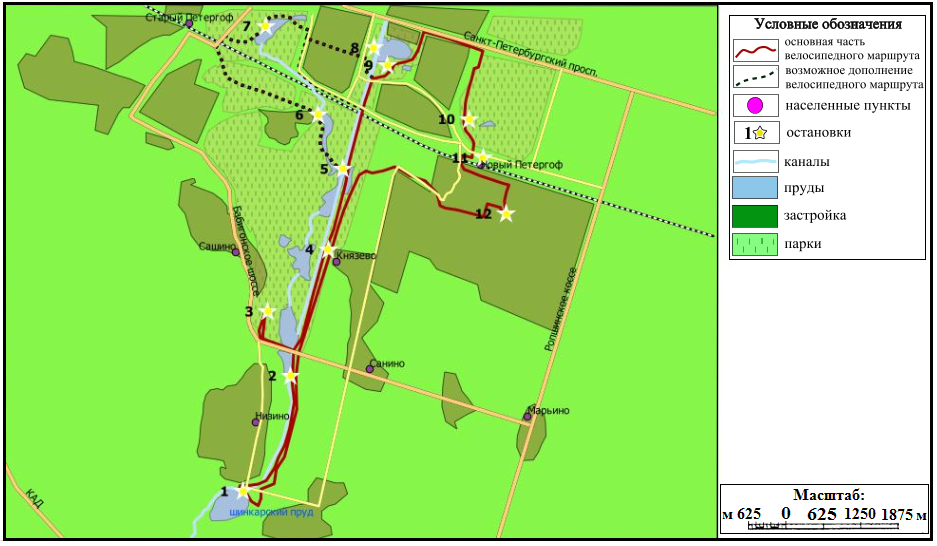 Старый Петергоф
7
8
9
Санкт-Петербургский просп.
6
10
5
11
Новый Петергоф
12
Бабигонское шоссе
Сашино
4
Князево
3
Ропшинское коссе
2
Санино
Низино
Марьино
1
шинкарский пруд
КАД
Условные обозначения
основная часть
велосипедного маршрута
возможное дополнение
велосипедного маршрута
населенные пункты
1 остановки
каналы
пруды
застройка
парки
Масштаб:
м 625 0 625 1250 1875 м